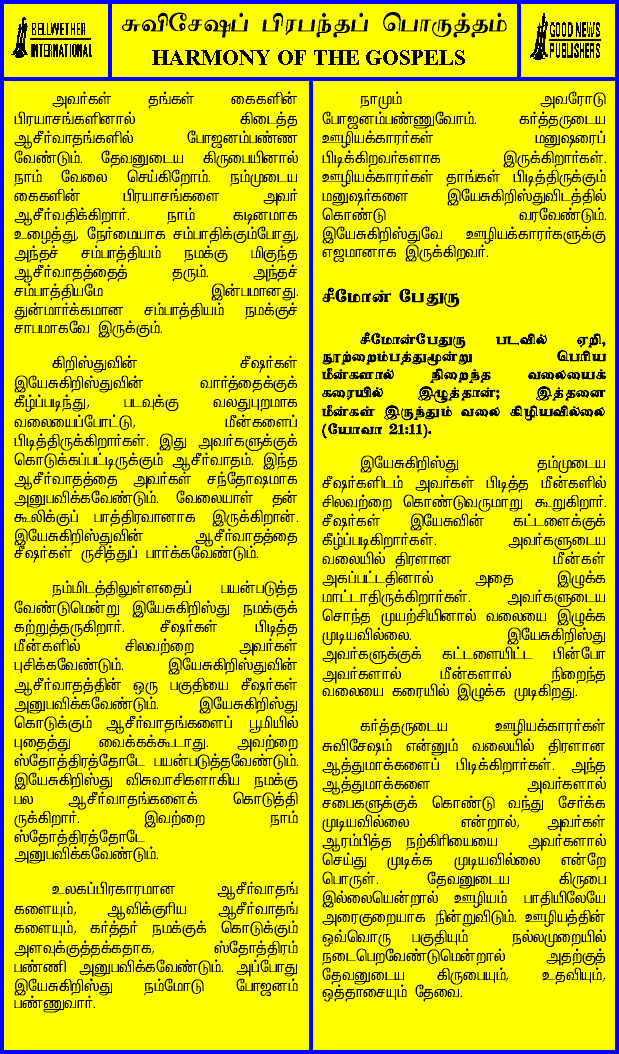 BELLWETHER
INTERNATIONAL
சுவிசேஷப் பிரபந்தப் பொருத்தம்
HARMONY OF THE GOSPELS
GOOD NEWS
PUBLISHERS
அவர்கள் தங்கள் கைகளின்
பிரயாசங்களினால் கிடைத்த
ஆசீர்வாதங்களில் போஜனம்பண்ண
வேண்டும். தேவனுடைய கிருபையினால்
நாம் வேலை செய்கிறோம். நம்முடைய
கைகளின் பிரயாசங்களை அவர்
ஆசீர்வதிக்கிறார். நாம் கடினமாக
உழைத்து, நேர்மையாக சம்பாதிக்கும்போது,
அந்தச் சம்பாத்தியம் நமக்கு மிகுந்த
ஆசீர்வாதத்தைத் தரும். அந்தச்
சம்பாத்தியமே இன்பமானது.
துன்மார்க்கமான சம்பாத்தியம் நமக்குச்
சாபமாகவே இருக்கும்.
கிறிஸ்துவின் சீஷர்கள்
இயேசுகிறிஸ்துவின் வார்த்தைக்குக்
கீழ்ப்படிந்து, படவுக்கு வலதுபுறமாக
வலையைப்போட்டு, மீன்களைப்
பிடித்திருக்கிறார்கள். இது அவர்களுக்குக்
கொடுக்கப்பட்டிருக்கும் ஆசீர்வாதம். இந்த
ஆசீர்வாதத்தை அவர்கள் சந்தோஷமாக
அனுபவிக்கவேண்டும். வேலையாள் தன்
கூலிக்குப் பாத்திரவானாக இருக்கிறான்.
இயேசுகிறிஸ்துவின் ஆசீர்வாதத்தை
சீஷர்கள் ருசித்துப் பார்க்கவேண்டும்.
நம்மிடத்திலுள்ளதைப் பயன்படுத்த
வேண்டுமென்று இயேசுகிறிஸ்து நமக்குக்
கற்றுத்தருகிறார். சீஷர்கள் பிடித்த
மீன்களில் சிலவற்றை அவர்கள்
புசிக்கவேண்டும். இயேசுகிறிஸ்துவின்
ஆசீர்வாதத்தின் ஒரு பகுதியை சீஷர்கள்
அனுபவிக்கவேண்டும். இயேசுகிறிஸ்து
கொடுக்கும் ஆசீர்வாதங்களைப் பூமியில்
புதைத்து வைக்கக்கூடாது. அவற்றை
ஸ்தோத்திரத்தோடே பயன்படுத்தவேண்டும்.
இயேசுகிறிஸ்து விசுவாசிகளாகிய நமக்கு
பல ஆசீர்வாதங்களைக் கொடுத்தி
ருக்கிறார். இவற்றை நாம்
ஸ்தோத்திரத்தோடே
அனுபவிக்கவேண்டும்.
உலகப்பிரகாரமான ஆசீர்வாதங்
களையும், ஆவிக்குரிய ஆசீர்வாதங்
களையும், கர்த்தர் நமக்குக் கொடுக்கும்
அளவுக்குத்தக்கதாக, ஸ்தோத்திரம்
பண்ணி அனுபவிக்கவேண்டும். அப்போது
இயேசுகிறிஸ்து நம்மோடு போஜனம்
பண்ணுவார்.
நாமும் அவரோடு
போஜனம்பண்ணுவோம். கர்த்தருடைய
ஊழியக்காரர்கள் மனுஷரைப்
பிடிக்கிறவர்களாக இருக்கிறார்கள்.
ஊழியக்காரர்கள் தாங்கள் பிடித்திருக்கும்
மனுஷர்களை இயேசுகிறிஸ்துவிடத்தில்
கொண்டு வரவேண்டும்.
இயேசுகிறிஸ்துவே ஊழியக்காரர்களுக்கு
எஜமானாக இருக்கிறவர்.
சீமோன் பேதுரு
சீமோன்பேதுரு படவில் ஏறி,
நூற்றைம்பத்துமூன்று பெரிய
மீன்களால் நிறைந்த வலையைக்
கரையில் இழுத்தான்; இத்தனை
மீன்கள் இருந்தும் வலை கிழியவில்லை
(யோவா 21:11).
இயேசுகிறிஸ்து தம்முடைய
சீஷர்களிடம் அவர்கள் பிடித்த மீன்களில்
சிலவற்றை கொண்டுவருமாறு கூறுகிறார்.
சீஷர்கள் இயேசுவின் கட்டளைக்குக்
கீழ்ப்படிகிறார்கள். அவர்களுடைய
வலையில் திரளான மீன்கள்
அகப்பட்டதினால் அதை இழுக்க
மாட்டாதிருக்கிறார்கள். அவர்களுடைய
சொந்த முயற்சியினால் வலையை இழுக்க
முடியவில்லை. இயேசுகிறிஸ்து
அவர்களுக்குக் கட்டளையிட்ட பின்போ
அவர்களால் மீன்களால் நிறைந்த
வலையை கரையில் இழுக்க முடிகிறது.
கர்த்தருடைய ஊழியக்காரர்கள்
சுவிசேஷம் என்னும் வலையில் திரளான
ஆத்துமாக்களைப் பிடிக்கிறார்கள். அந்த
ஆத்துமாக்களை அவர்களால்
சபைகளுக்குக் கொண்டு வந்து சேர்க்க
முடியவில்லை என்றால், அவர்கள்
ஆரம்பித்த நற்கிரியையை அவர்களால்
செய்து முடிக்க முடியவில்லை என்றே
பொருள். தேவனுடைய கிருபை
இல்லையென்றால் ஊழியம் பாதியிலேயே
அரைகுறையாக நின்றுவிடும். ஊழியத்தின்
ஒவ்வொரு பகுதியும் நல்லமுறையில்
நடைபெறவேண்டுமென்றால் அதற்குத்
தேவனுடைய கிருபையும், உதவியும்,
ஒத்தாசையும் தேவை.